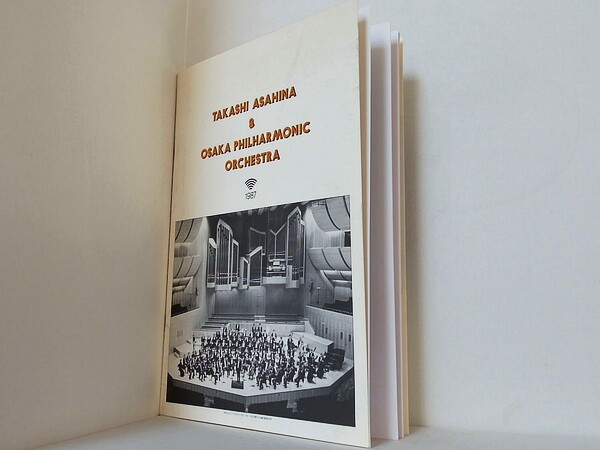 TAKASHI ASAHINA
&
OSAKA PHILHARMONIC
ORCHESTRA
1987